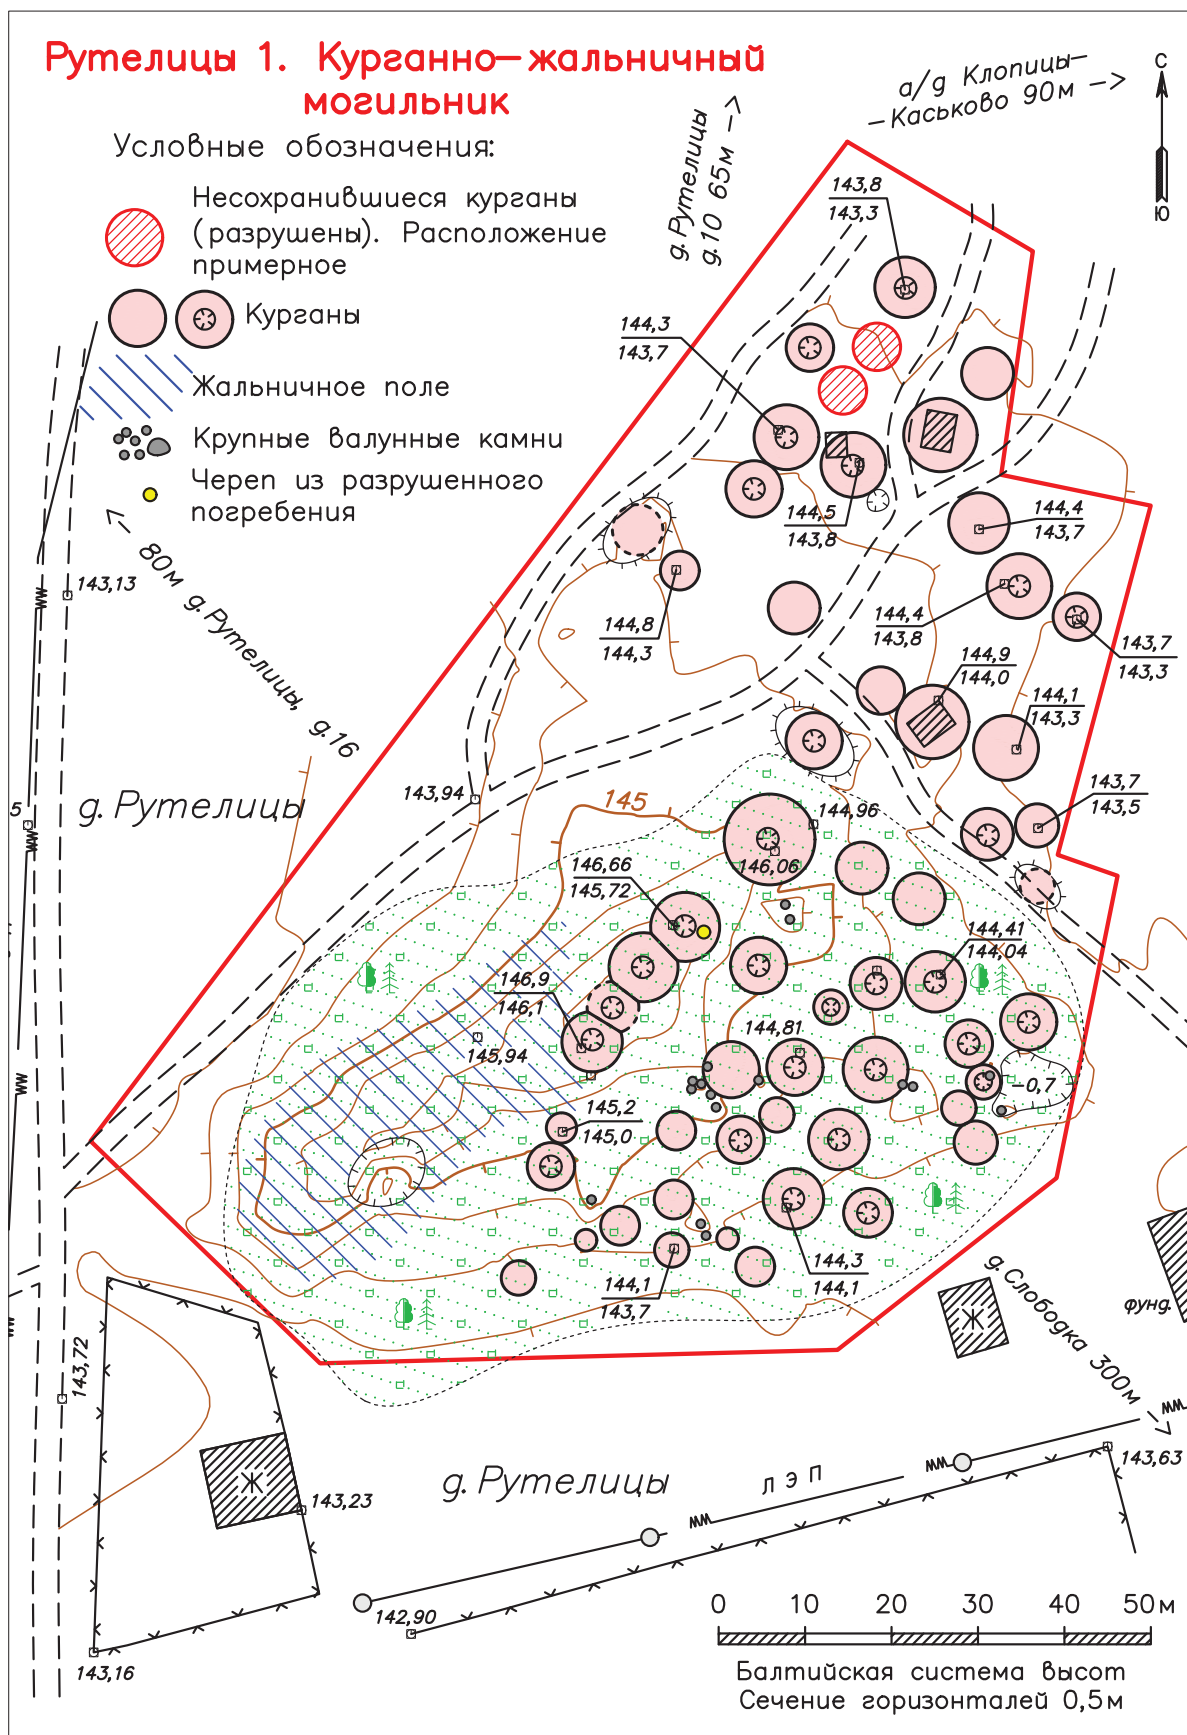 Рутелицы 1. Курганно-жальничный
могильник
Условные обозначения:
Несохранившиеся курганы
(разрушены). Расположение
примерное
Курганы
Жальничное поле
Крупные валунные камни
Череп из разрушенного
погребения
д. Рутелицы
д.10 65м
а/д Клопицы-
-Каськово 90м
С
Ю
143,8
143,3
144,3
143,7
144,5
143,8
144,4
143,7
144,8
144,3
144,4
143,8
143,7
143,3
144,9
144,0
144,1
143,3
143,13
80м д. Рутелицы, д.16
д. Рутелицы
5
143,94
145
144,96
143,7
143,5
146,66
145,72
146,06
144,41
144,04
146,9
146,1
145,94
144,81
-0,7
145,2
145,0
144,3
144,1
144,1
143,7
д. Слободка 300м
фунд.
Ж
143,72
Ж
143,23
д. Рутелицы
ЛЭП
143,63
142,90
143,16
0 10 20 30 40 50м
Балтийская система высот
Сечение горизонталей 0,5м